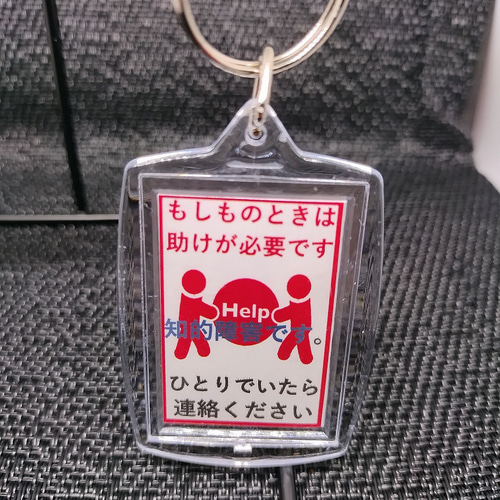 もしものときは
助けが必要です
Help
知的障害です。
ひとりでいたら
連絡ください